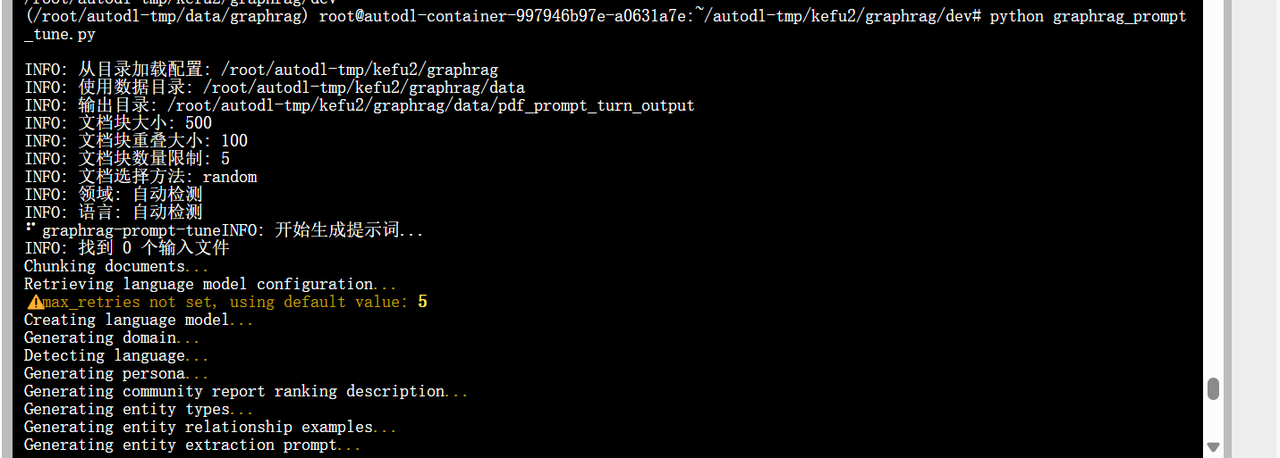 (/root/autodl-tmp/data/graphrag) root@autodl-container-997946b97e-a0631a7e:~/autodl-tmp/kefu2/graphrag/dev# python graphrag_prompt
_tune.py
INFO: 从目录加载配置: /root/autodl-tmp/kefu2/graphrag
INFO: 使用数据目录: /root/autodl-tmp/kefu2/graphrag/data
INFO: 输出目录: /root/autodl-tmp/kefu2/graphrag/data/pdf_prompt_turn_output
INFO: 文档块大小: 500
INFO: 文档块重叠大小: 100
INFO: 文档块数量限制: 5
INFO: 文档选择方法: random
INFO: 领域: 自动检测
INFO: 语言: 自动检测
⠋ graphrag-prompt-tuneINFO: 开始生成提示词...
INFO: 找到 0 个输入文件
Chunking documents...
Retrieving language model configuration...
⚠max_retries not set, using default value: 5
Creating language model...
Generating domain...
Detecting language...
Generating persona...
Generating community report ranking description...
Generating entity types...
Generating entity relationship examples...
Generating entity extraction prompt...